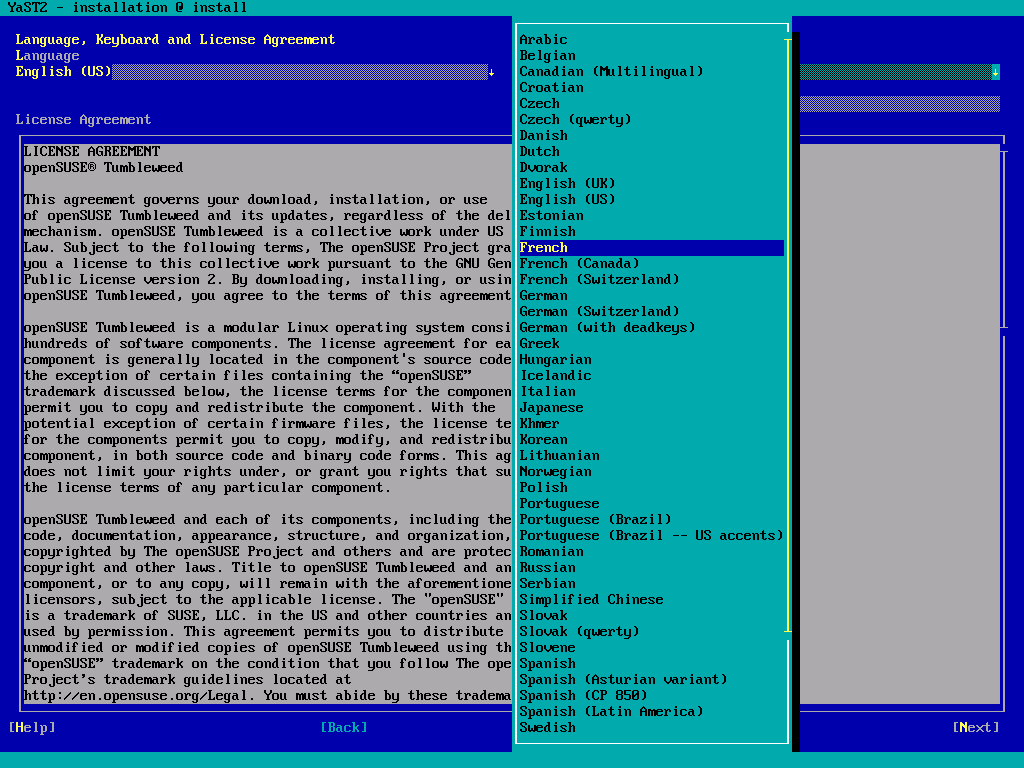 YaST2 - installation @ install
Language, Keyboard and License Agreement
Language
English (US)↓
↓
License Agreement
LICENSE AGREEMENT
openSUSE® Tumbleweed
This agreement governs your download, installation, or use
of openSUSE Tumbleweed and its updates, regardless of the del
mechanism. openSUSE Tumbleweed is a collective work under US
Law. Subject to the following terms, The openSUSE Project gra
you a license to this collective work pursuant to the GNU Gen
Public License version 2. By downloading, installing, or usin
openSUSE Tumbleweed, you agree to the terms of this agreement
openSUSE Tumbleweed is a modular Linux operating system consi
hundreds of software components. The license agreement for ea
component is generally located in the component's source code
the exception of certain files containing the “openSUSE”
trademark discussed below, the license terms for the componen
permit you to copy and redistribute the component. With the
potential exception of certain firmware files, the license te
for the components permit you to copy, modify, and redistribu
component, in both source code and binary code forms. This ag
does not limit your rights under, or grant you rights that su
the license terms of any particular component.
openSUSE Tumbleweed and each of its components, including the
code, documentation, appearance, structure, and organization,
copyrighted by The openSUSE Project and others and are protec
copyright and other laws. Title to openSUSE Tumbleweed and an
component, or to any copy, will remain with the aforementione
licensors, subject to the applicable license. The "openSUSE"
is a trademark of SUSE, LLC. in the US and other countries an
used by permission. This agreement permits you to distribute
unmodified or modified copies of openSUSE Tumbleweed using th
“openSUSE” trademark on the condition that you follow The ope
Project's trademark guidelines located at
http://en.opensuse.org/Legal. You must abide by these tradema
Arabic
Belgian
Canadian (Multilingual)
Croatian
Czech
Czech (qwerty)
Danish
Dutch
Dvorak
English (UK)
English (US)
Estonian
Finnish
French
French (Canada)
French (Switzerland)
German
German (Switzerland)
German (with deadkeys)
Greek
Hungarian
Icelandic
Italian
Japanese
Khmer
Korean
Lithuanian
Norwegian
Polish
Portuguese
Portuguese (Brazil)
Portuguese (Brazil -- US accents)
Romanian
Russian
Serbian
Simplified Chinese
Slovak
Slovak (qwerty)
Slovene
Spanish
Spanish (Asturian variant)
Spanish (CP 850)
Spanish (Latin America)
Swedish
[Help]
[Back]
[Next]